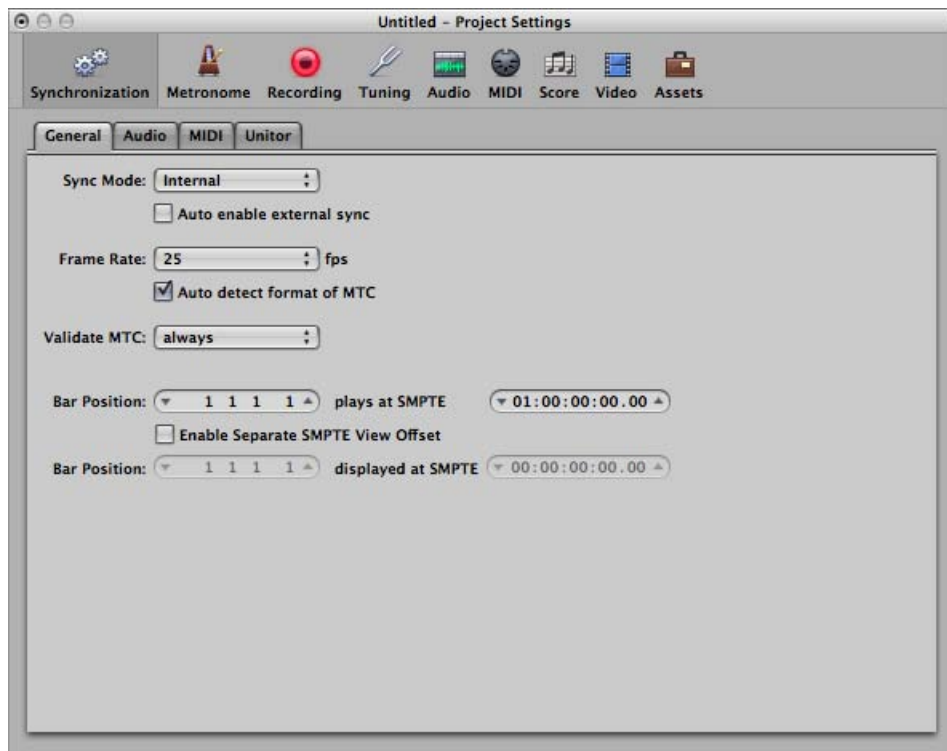 Untitled – Project Settings
Synchronization Metronome Recording Tuning Audio MIDI Score Video Assets
General Audio MIDI Unitor
Sync Mode: Internal
Auto enable external sync
Frame Rate: 25 fps
Auto detect format of MTC
Validate MTC: always
Bar Position: 1 1 1 1 plays at SMPTE 01:00:00:00.00
Enable Separate SMPTE View Offset
Bar Position: 1 1 1 1 displayed at SMPTE 00:00:00:00.00